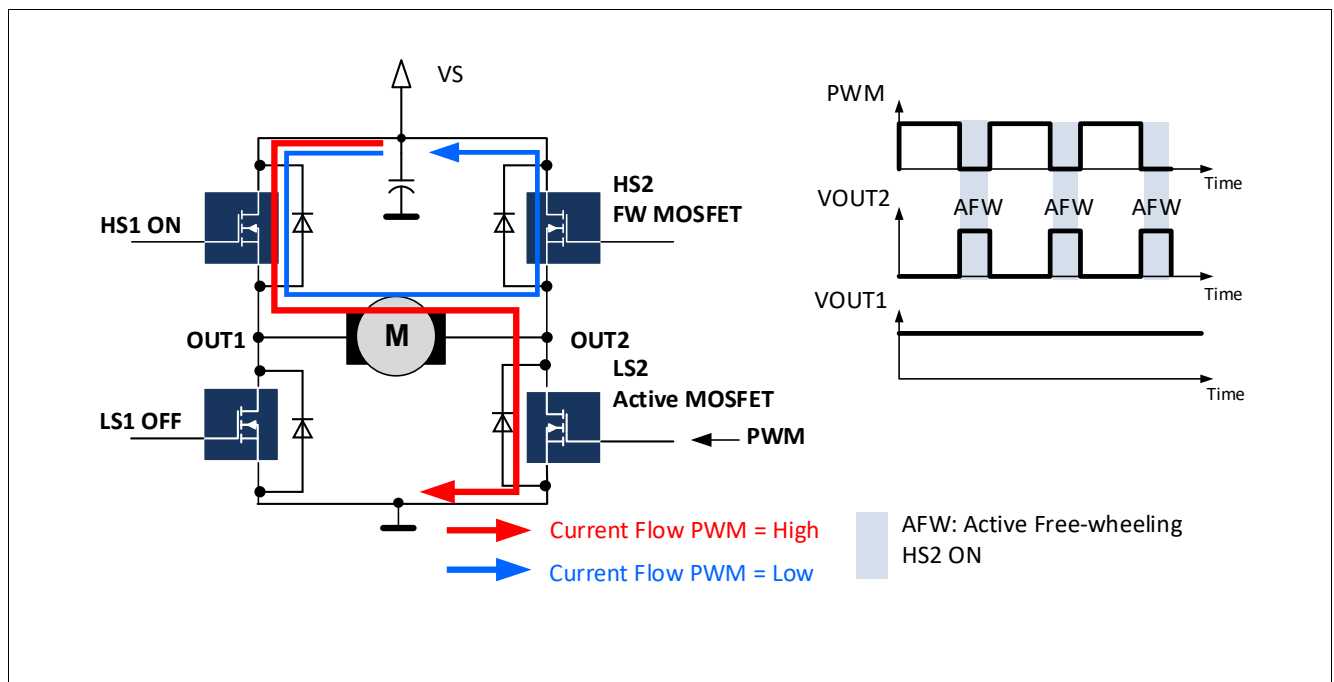 VS
HS1 ON
HS2
FW MOSFET
M
OUT1
OUT2
LS2
Active MOSFET
LS1 OFF
PWM
Current Flow PWM = High
Current Flow PWM = Low
PWM
Time
VOUT2
AFW
AFW
AFW
Time
VOUT1
Time
AFW: Active Free-wheeling
HS2 ON